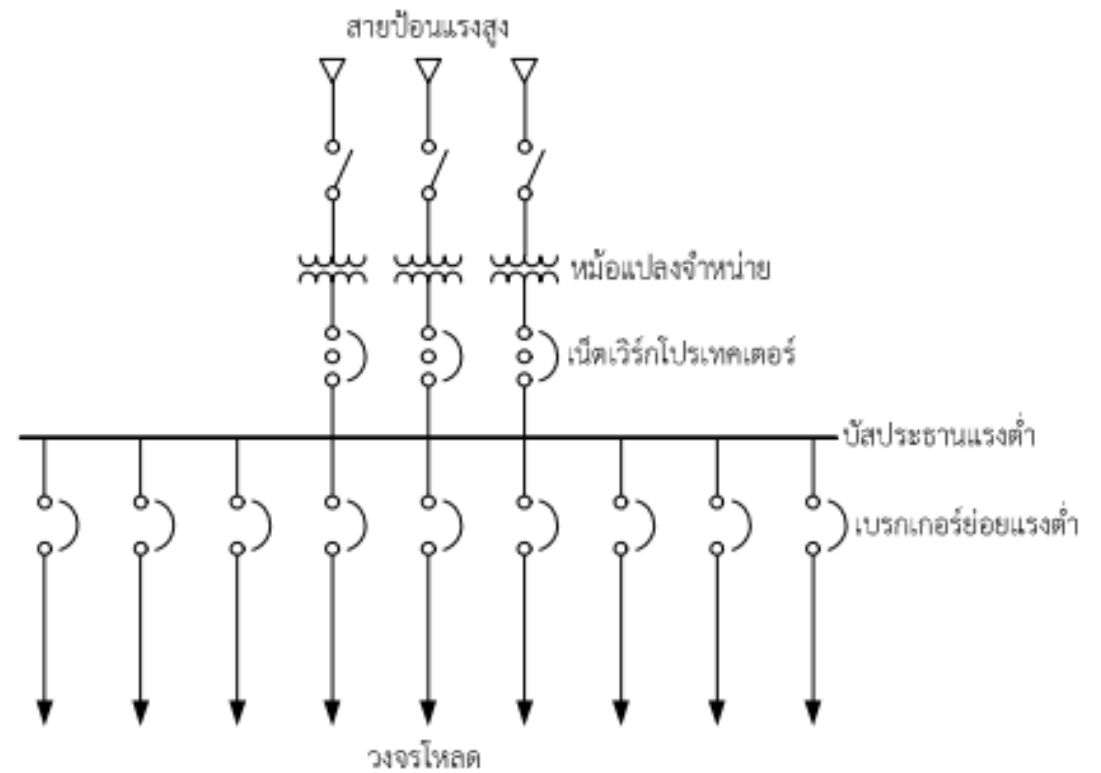 สายป้อนแรงสูง
หม้อแปลงจำหน่าย
เน็ตเวิร์กโปรเทคเตอร์
บัสประธานแรงต่ำ
เบรกเกอร์ย่อยแรงต่ำ
วงจรโหลด